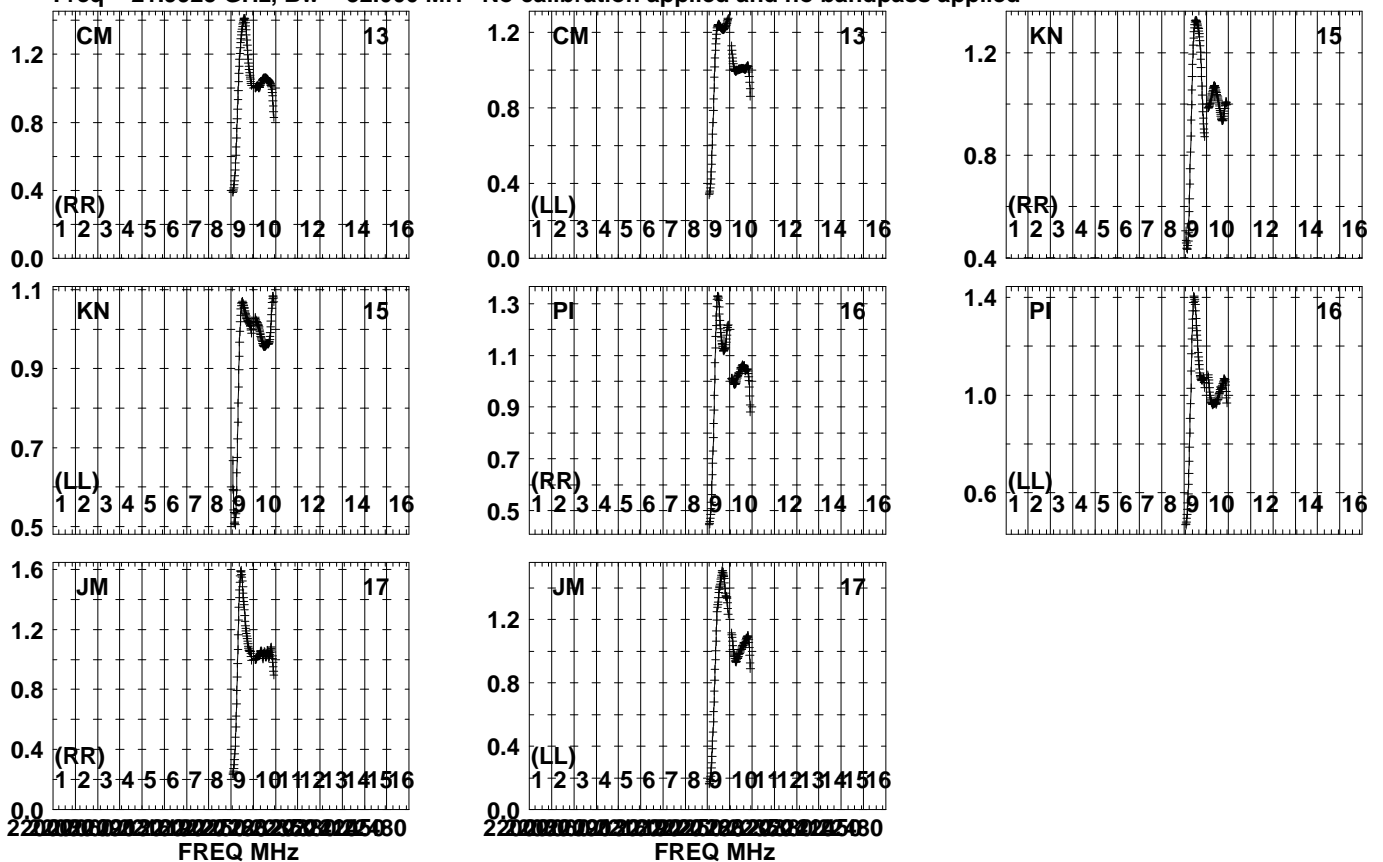 No calibration applied and no bandpass applied
CM 13
1.2
0.8
0.4
(RR)
1 2 3 4 5 6 7 8 9 10 12 14 16
0.0
CM 13
1.2
0.8
0.4
(LL)
1 2 3 4 5 6 7 8 9 10 12 14 16
0.0
KN 15
1.2
0.8
(RR)
1 2 3 4 5 6 7 8 9 10 12 14 16
0.4
KN 15
1.1
0.9
0.7
(LL)
1 2 3 4 5 6 7 8 9 10 12 14 16
0.5
PI 16
1.3
1.1
0.9
0.7
(RR)
1 2 3 4 5 6 7 8 9 10 12 14 16
0.5
PI 16
1.4
1.0
0.6
(LL)
1 2 3 4 5 6 7 8 9 10 12 14 16
JM 17
1.6
1.2
0.8
0.4
(RR)
1 2 3 4 5 6 7 8 9 10 11 12 13 14 15 16
0.0
FREQ MHz
JM 17
1.2
0.8
0.4
(LL)
1 2 3 4 5 6 7 8 9 10 11 12 13 14 15 16
0.0
FREQ MHz